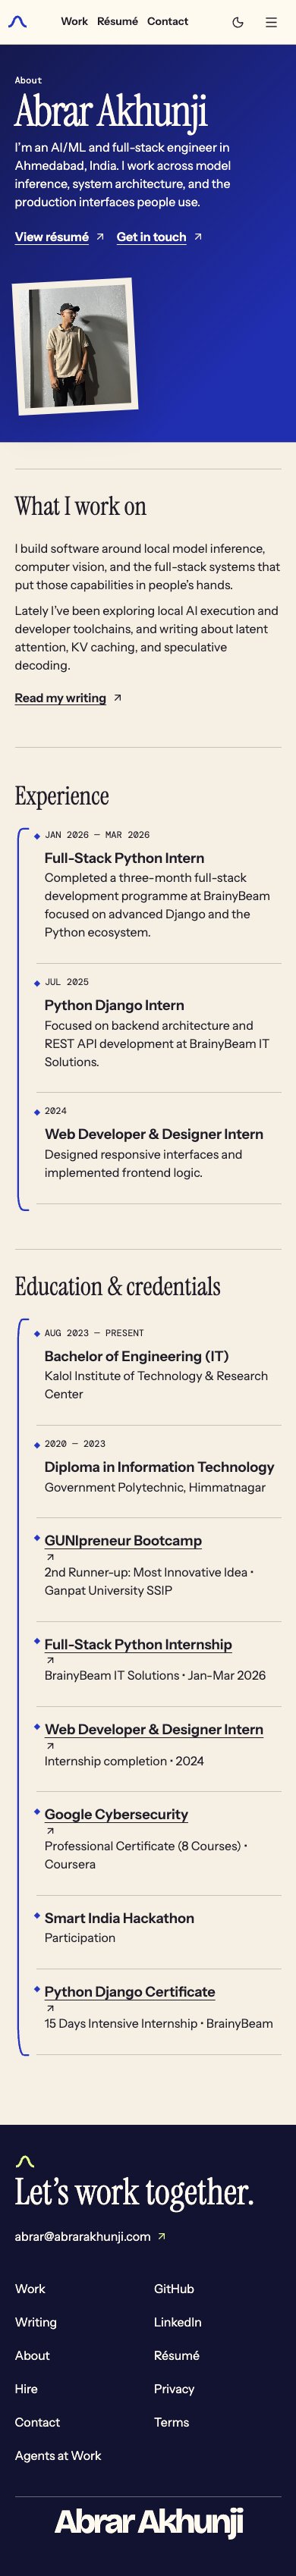 Work Résumé Contact
About
Abrar Akhunji
I'm an AI/ML and full-stack engineer in
Ahmedabad, India. I work across model
inference, system architecture, and the
production interfaces people use.
View résumé ↗ Get in touch ↗
What I work on
I build software around local model inference,
computer vision, and the full-stack systems that
put those capabilities in people's hands.
Lately I've been exploring local AI execution and
developer toolchains, and writing about latent
attention, KV caching, and speculative
decoding.
Read my writing ↗
Experience
JAN 2026 — MAR 2026
Full-Stack Python Intern
Completed a three-month full-stack
development programme at BrainyBeam
focused on advanced Django and the
Python ecosystem.
JUL 2025
Python Django Intern
Focused on backend architecture and
REST API development at BrainyBeam IT
Solutions.
2024
Web Developer & Designer Intern
Designed responsive interfaces and
implemented frontend logic.
Education & credentials
AUG 2023 — PRESENT
Bachelor of Engineering (IT)
Kalol Institute of Technology & Research
Center
2020 — 2023
Diploma in Information Technology
Government Polytechnic, Himmatnagar
GUNIpreneur Bootcamp
↗
2nd Runner-up: Most Innovative Idea •
Ganpat University SSIP
Full-Stack Python Internship
↗
BrainyBeam IT Solutions • Jan-Mar 2026
Web Developer & Designer Intern
↗
Internship completion • 2024
Google Cybersecurity
↗
Professional Certificate (8 Courses) •
Coursera
Smart India Hackathon
Participation
Python Django Certificate
↗
15 Days Intensive Internship • BrainyBeam
Let's work together.
abrar@abrarakhunji.com ↗
Work GitHub
Writing LinkedIn
About Résumé
Hire Privacy
Contact Terms
Agents at Work
Abrar Akhunji